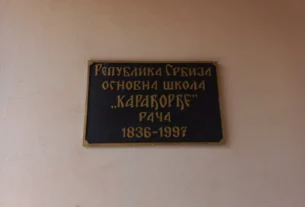 Република Србија
основна школа
„КАРАЂОРЂЕ“
РАЧА
1836-1997